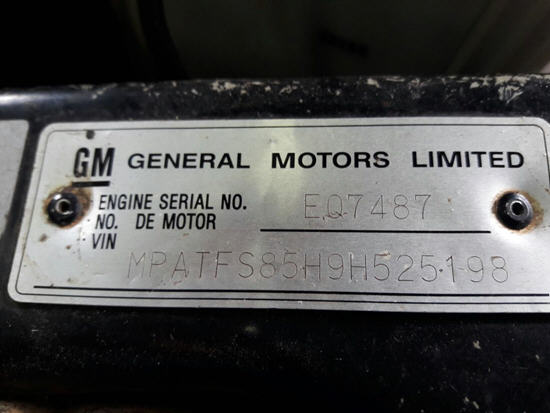 GM GENERAL MOTORS LIMITED
ENGINE SERIAL NO. EQ7487
NO. DE MOTOR
VIN MPATFS85H9H525198